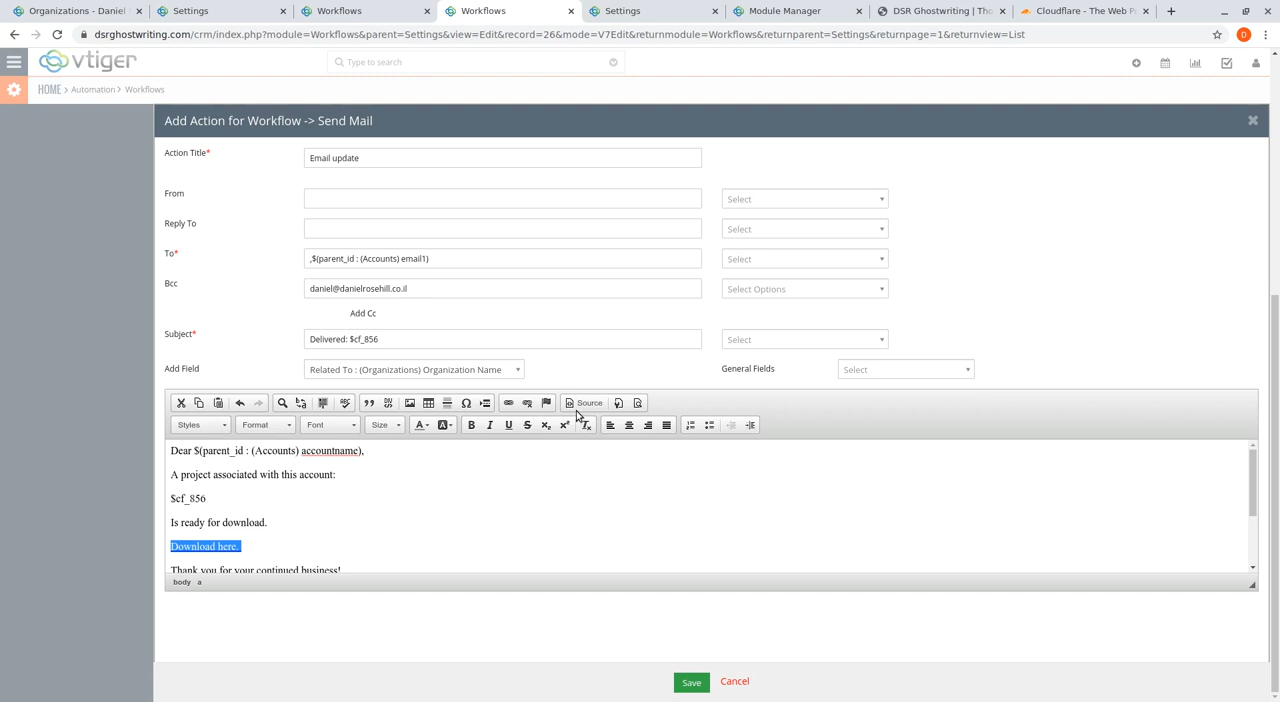 Organizations - Daniel
Settings
Workflows
Workflows
Settings
Module Manager
DSR Ghostwriting | Tho
Cloudflare - The Web P
dsrghostwriting.com/crm/index.php?module=Workflows&parent=Settings&view=Edit&record=26&mode=V7Edit&returnmodule=Workflows&returnparent=Settings&returnpage=1&returnview=List
D
vtiger
Type to search
HOME > Automation > Workflows
Add Action for Workflow -> Send Mail
Action Title*
Email update
From
Select
Reply To
Select
To*
,$(parent_id : (Accounts) email1)
Select
Bcc
daniel@danielrosehill.co.il
Select Options
Add Cc
Subject*
Delivered: $cf_856
Select
Add Field
Related To : (Organizations) Organization Name
General Fields
Select
Source
Styles
Format
Font
Size
Dear $(parent_id : (Accounts) accountname),
A project associated with this account:
$cf_856
Is ready for download.
Download here.
Thank you for your continued business!
body a
Save
Cancel